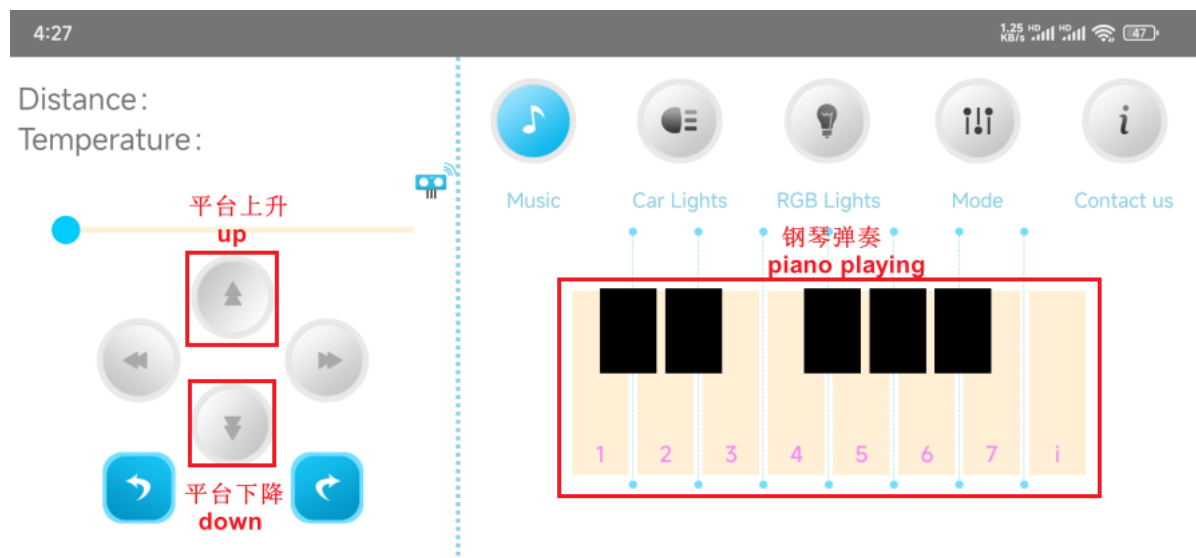 4:27
1.25 KB/s HD HD 47
Distance:
Temperature:
平台上升
up
平台下降
down
Music
Car Lights
RGB Lights
Mode
i
Contact us
钢琴弹奏
piano playing
1 2 3 4 5 6 7 i